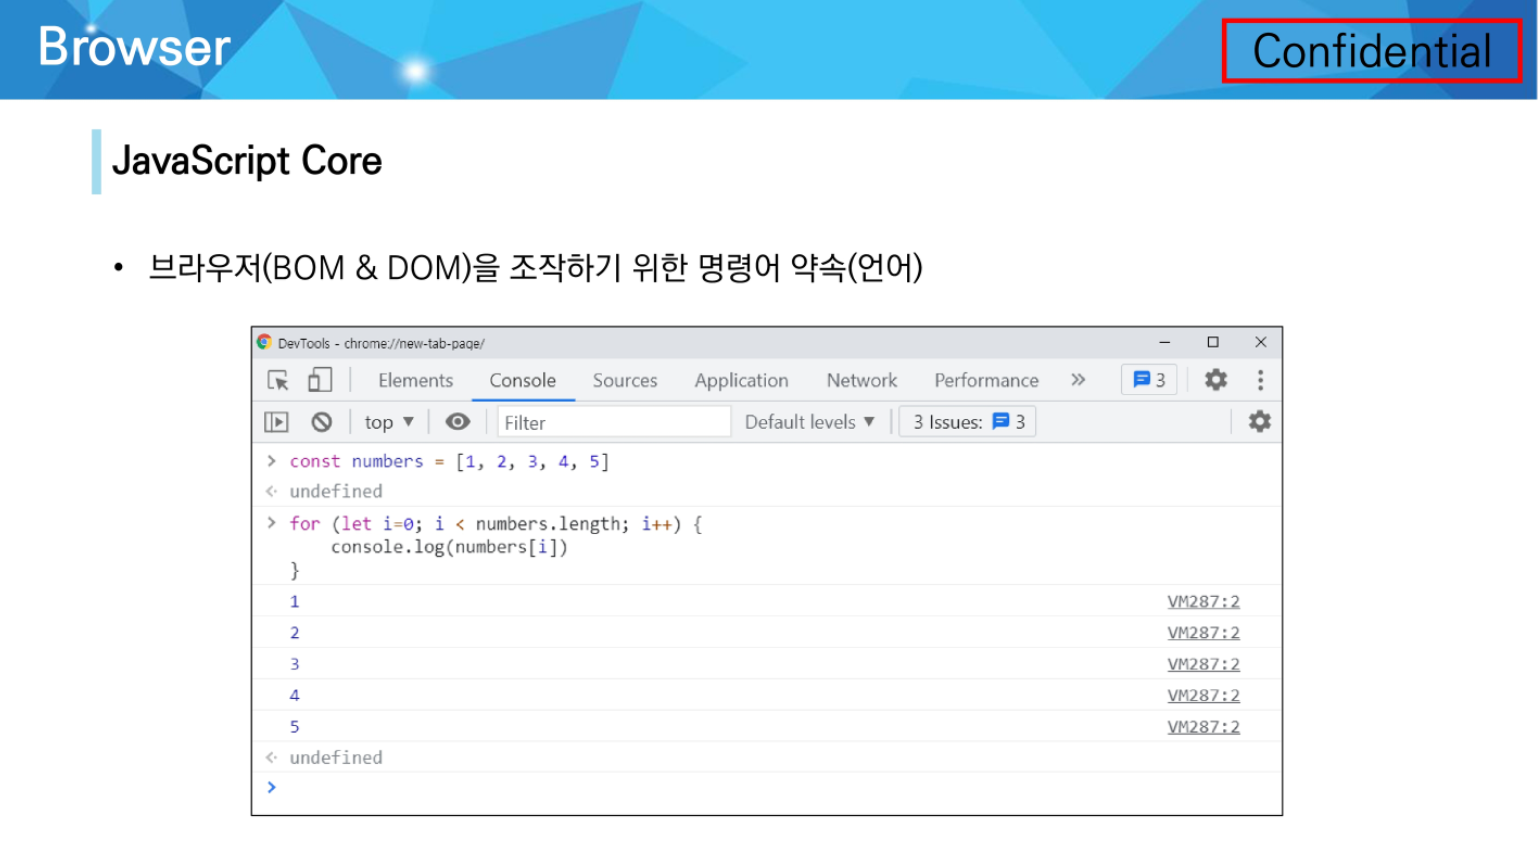 Browser
Confidential
JavaScript Core
• 브라우저(BOM & DOM)을 조작하기 위한 명령어 약속(언어)
DevTools - chrome://new-tab-page/
Elements Console Sources Application Network Performance » 3
top ▼ Filter Default levels ▼ 3 Issues: 3
> const numbers = [1, 2, 3, 4, 5]
<· undefined
> for (let i=0; i < numbers.length; i++) {
console.log(numbers[i])
}
1 VM287:2
2 VM287:2
3 VM287:2
4 VM287:2
5 VM287:2
<· undefined
>